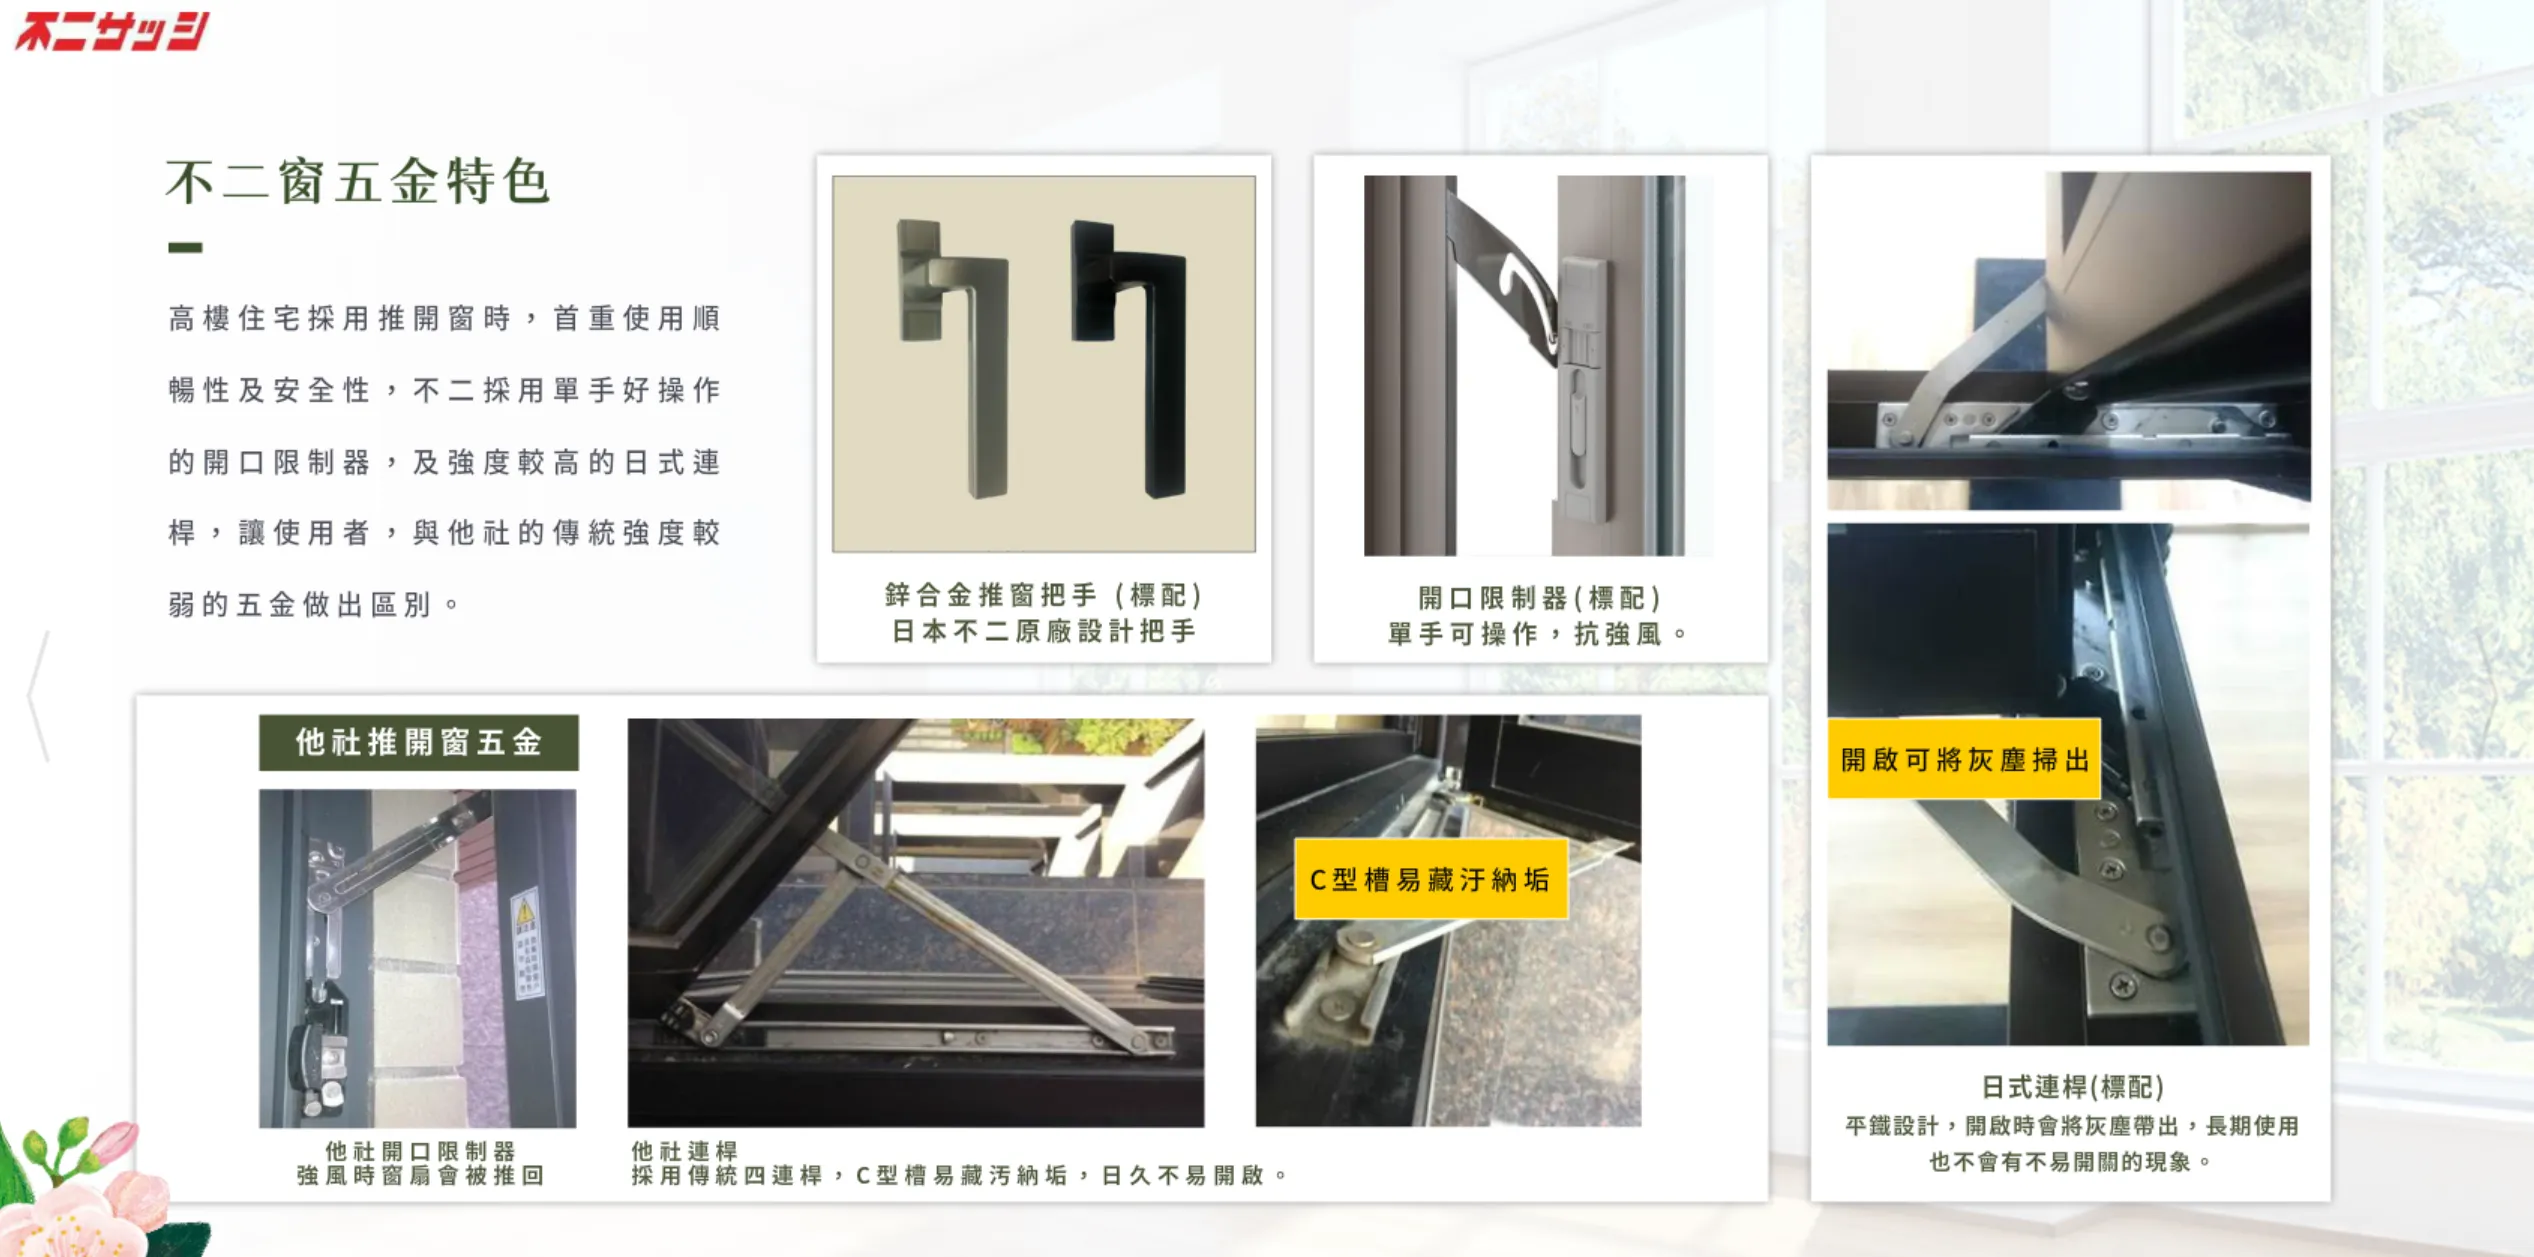 不二サッシ
不二窗五金特色
高樓住宅採用推開窗時，首重使用順
暢性及安全性，不二採用單手好操作
的開口限制器，及強度較高的日式連
桿，讓使用者，與他社的傳統強度較
弱的五金做出區別。
鋅合金推窗把手 (標配)
日本不二原廠設計把手
開口限制器(標配)
單手可操作，抗強風。
開啟可將灰塵掃出
日式連桿(標配)
平鐵設計，開啟時會將灰塵帶出，長期使用
也不會有不易開關的現象。
他社推開窗五金
他社開口限制器
強風時窗扇會被推回
他社連桿
採用傳統四連桿，C型槽易藏污納垢，日久不易開啟。
C型槽易藏汙納垢